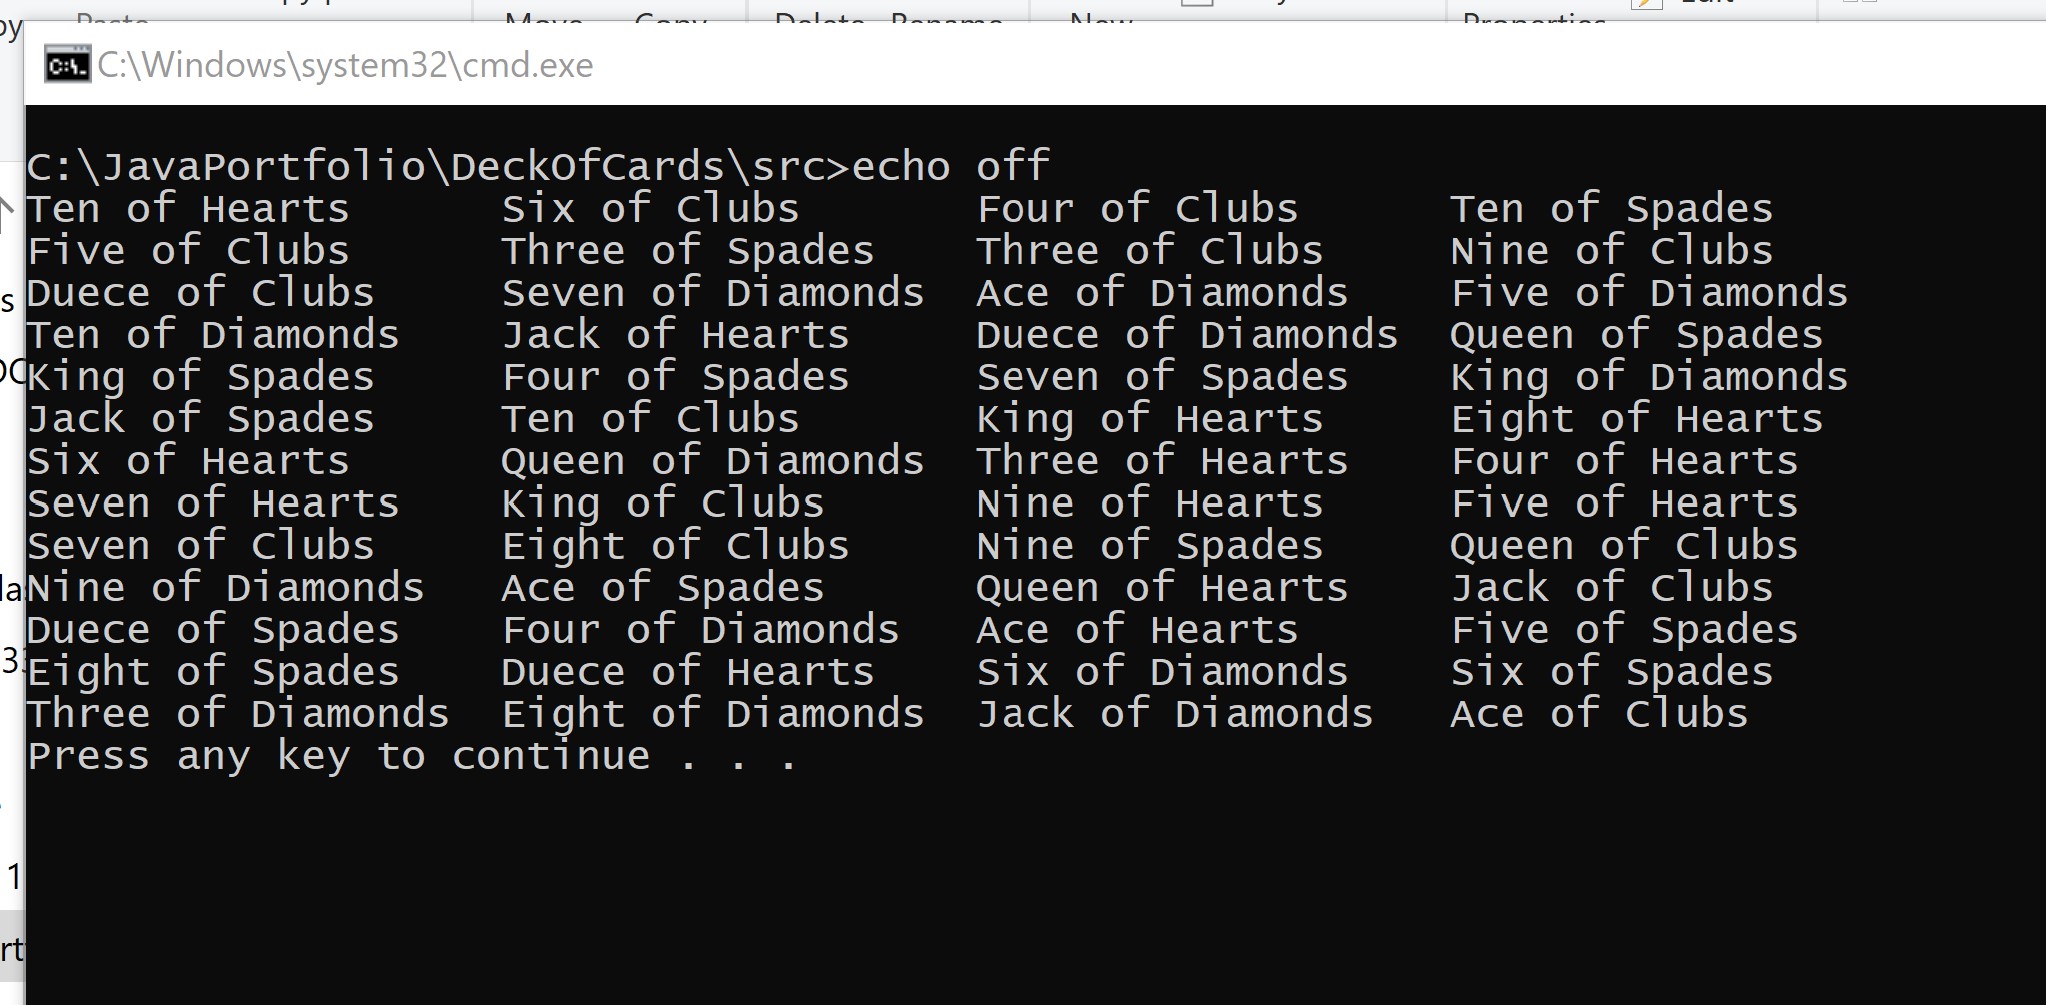 Paste Move Copy Delete Rename New Properties Edit
C:\Windows\system32\cmd.exe
C:\JavaPortfolio\DeckOfCards\src>echo off
Ten of Hearts Six of Clubs Four of Clubs Ten of Spades
Five of Clubs Three of Spades Three of Clubs Nine of Clubs
Duece of Clubs Seven of Diamonds Ace of Diamonds Five of Diamonds
Ten of Diamonds Jack of Hearts Duece of Diamonds Queen of Spades
King of Spades Four of Spades Seven of Spades King of Diamonds
Jack of Spades Ten of Clubs King of Hearts Eight of Hearts
Six of Hearts Queen of Diamonds Three of Hearts Four of Hearts
Seven of Hearts King of Clubs Nine of Hearts Five of Hearts
Seven of Clubs Eight of Clubs Nine of Spades Queen of Clubs
Nine of Diamonds Ace of Spades Queen of Hearts Jack of Clubs
Duece of Spades Four of Diamonds Ace of Hearts Five of Spades
Eight of Spades Duece of Hearts Six of Diamonds Six of Spades
Three of Diamonds Eight of Diamonds Jack of Diamonds Ace of Clubs
Press any key to continue . . .